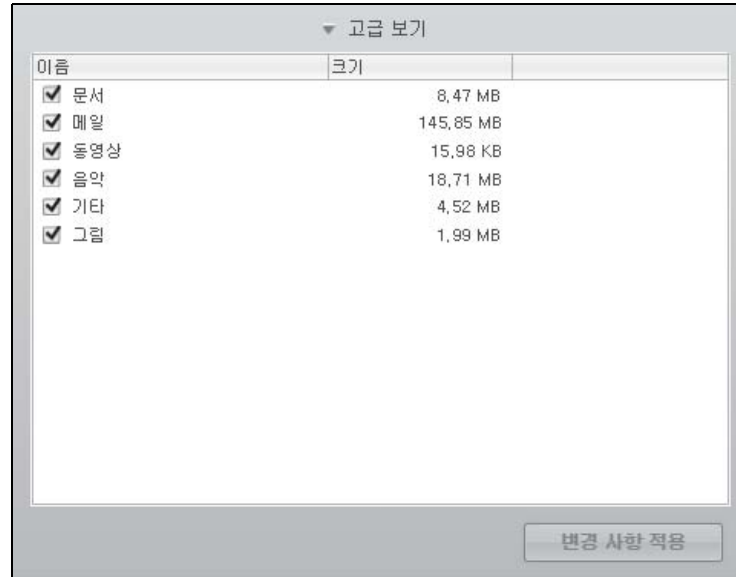 고급 보기
이름 크기
문서 8,47 MB
메일 145,85 MB
동영상 15,98 KB
음악 18,71 MB
기타 4,52 MB
그림 1,99 MB
변경 사항 적용